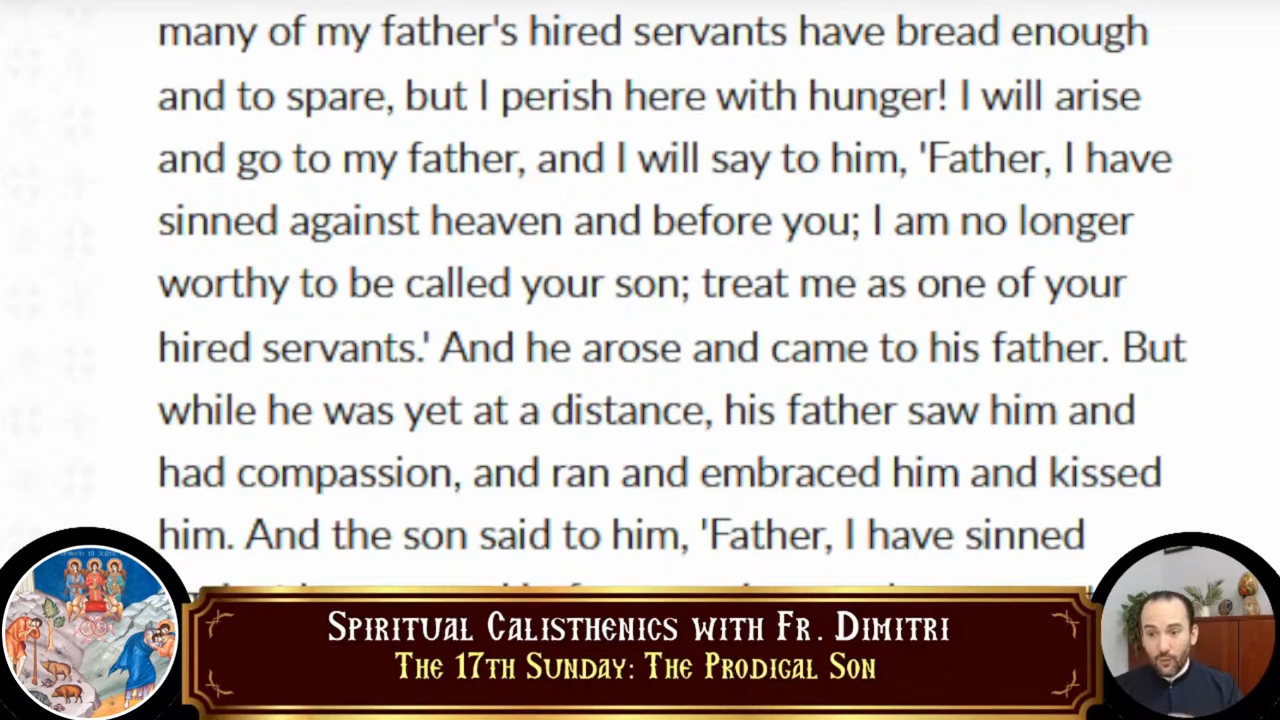 many of my father's hired servants have bread enough
and to spare, but I perish here with hunger! I will arise
and go to my father, and I will say to him, 'Father, I have
sinned against heaven and before you; I am no longer
worthy to be called your son; treat me as one of your
hired servants.' And he arose and came to his father. But
while he was yet at a distance, his father saw him and
had compassion, and ran and embraced him and kissed
him. And the son said to him, 'Father, I have sinned
Spiritual Calisthenics with Fr. Dimitri
The 17th Sunday: The Prodigal Son